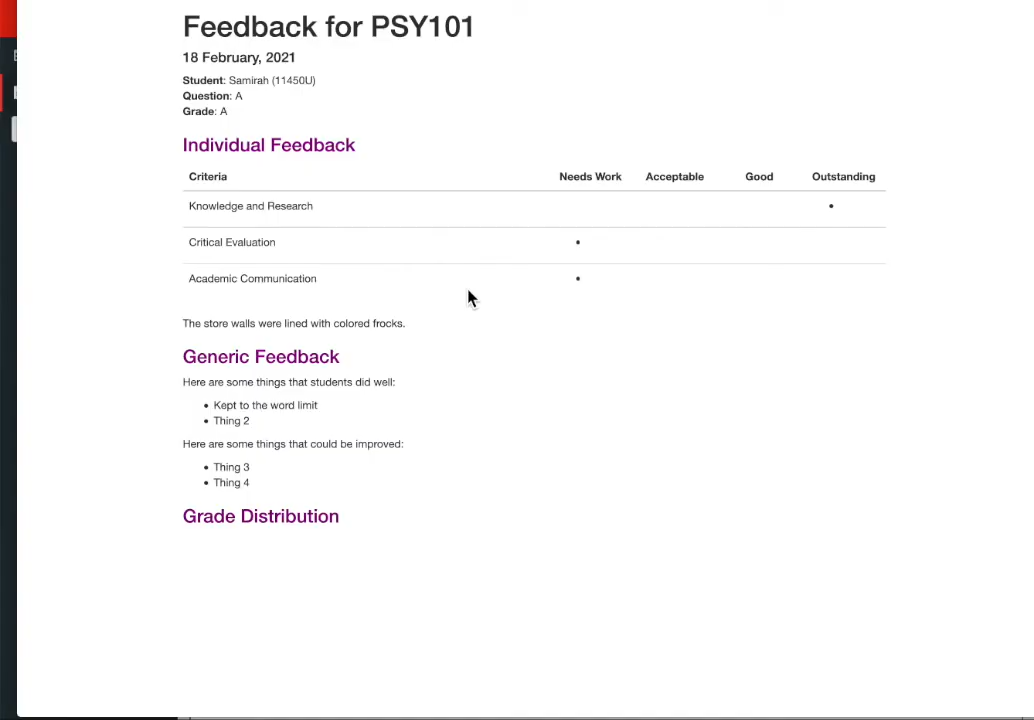 Feedback for PSY101
18 February, 2021
Student: Samirah (11450U)
Question: A
Grade: A
Individual Feedback
Criteria Needs Work Acceptable Good Outstanding
Knowledge and Research •
Critical Evaluation •
Academic Communication •
The store walls were lined with colored frocks.
Generic Feedback
Here are some things that students did well:
• Kept to the word limit
• Thing 2
Here are some things that could be improved:
• Thing 3
• Thing 4
Grade Distribution